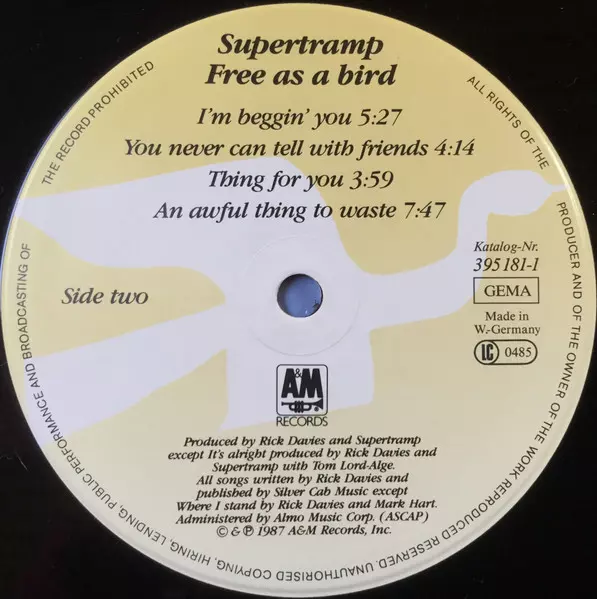 Supertramp
Free as a bird
I'm beggin' you 5:27
You never can tell with friends 4:14
Thing for you 3:59
An awful thing to waste 7:47
Side two
Katalog-Nr.
395181-1
GEMA
Made in
W.-Germany
LC 0485
A&M
RECORDS
Produced by Rick Davies and Supertramp
except It's alright produced by Rick Davies and
Supertramp with Tom Lord-Alge.
All songs written by Rick Davies and
published by Silver Cab Music except
Where I stand by Rick Davies and Mark Hart.
Administered by Almo Music Corp. (ASCAP)
© & ℗ 1987 A&M Records, Inc.
ALL RIGHTS OF THE PRODUCER AND OF THE OWNER OF THE WORK REPRODUCED RESERVED. UNAUTHORISED COPYING, HIRING, LENDING, PUBLIC PERFORMANCE AND BROADCASTING OF THE RECORD PROHIBITED